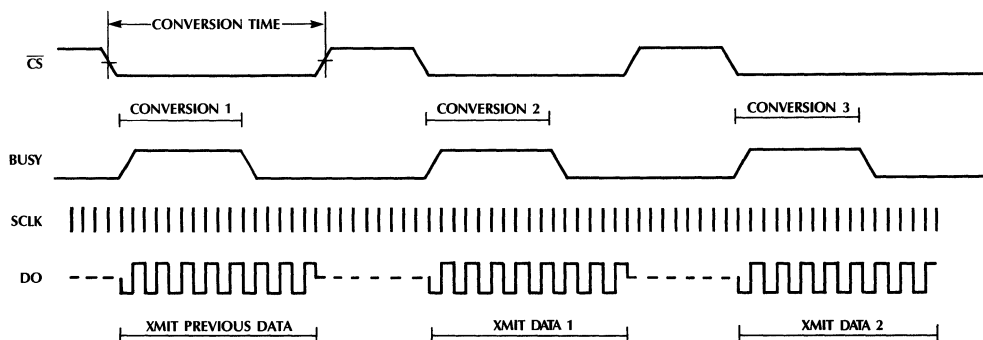 CONVERSION TIME
CS
CONVERSION 1
CONVERSION 2
CONVERSION 3
BUSY
SCLK
DO
XMIT PREVIOUS DATA
XMIT DATA 1
XMIT DATA 2